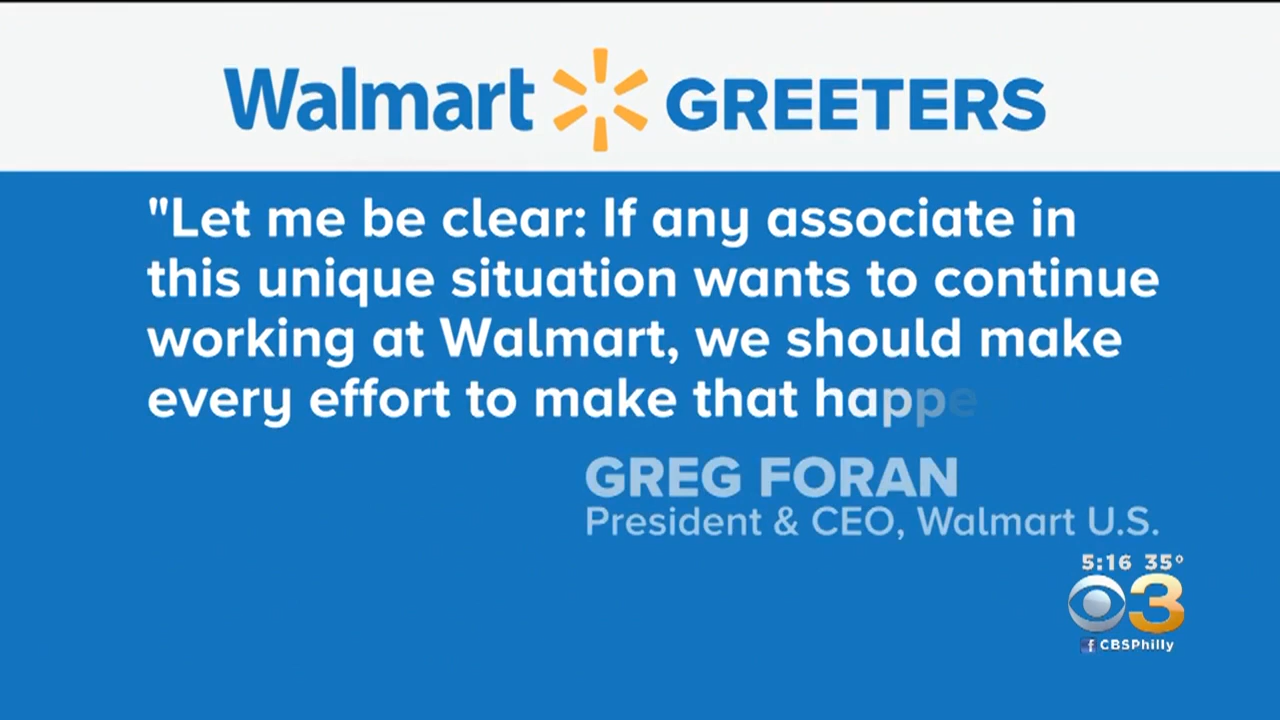 Walmart GREETERS
"Let me be clear: If any associate in
this unique situation wants to continue
working at Walmart, we should make
every effort to make that happe
GREG FORAN
President & CEO, Walmart U.S.
5:16 35°
3
f CBSPhilly